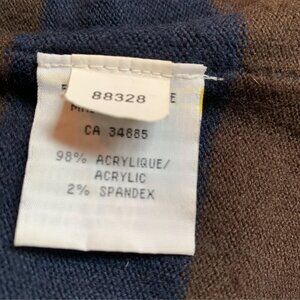 88328
CA 34885
98% ACRYLIQUE/
ACRYLIC
2% SPANDEX